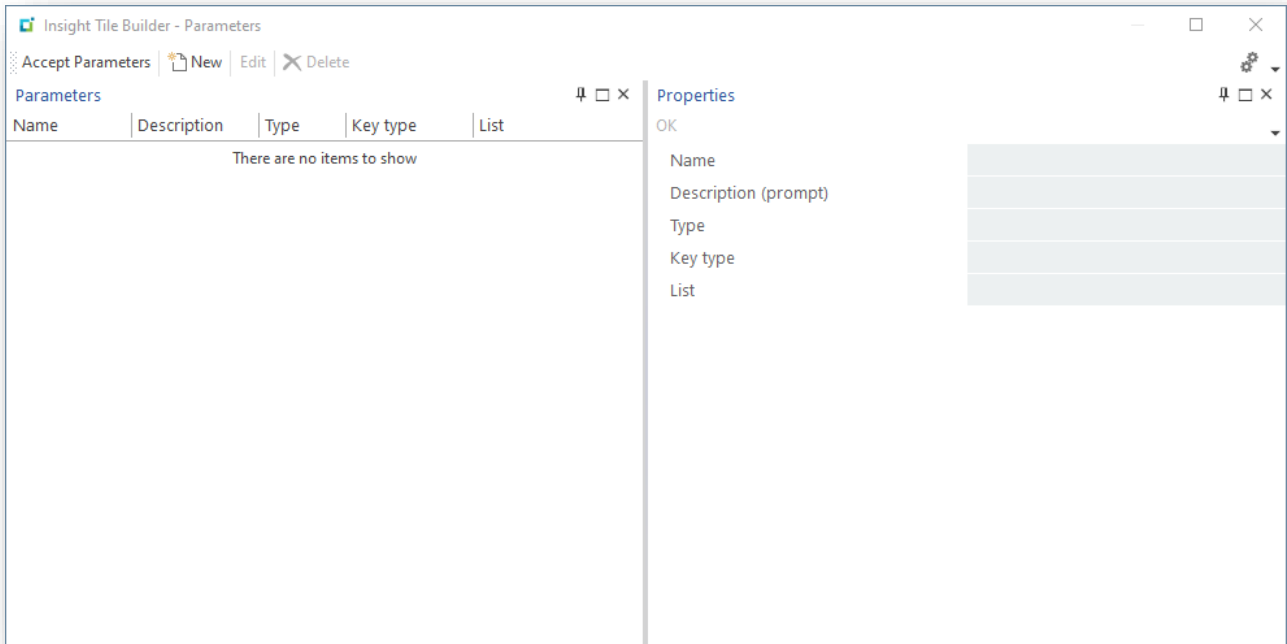 Insight Tile Builder - Parameters
Accept Parameters New Edit Delete
Parameters
Name Description Type Key type List
There are no items to show
Properties
OK
Name
Description (prompt)
Type
Key type
List